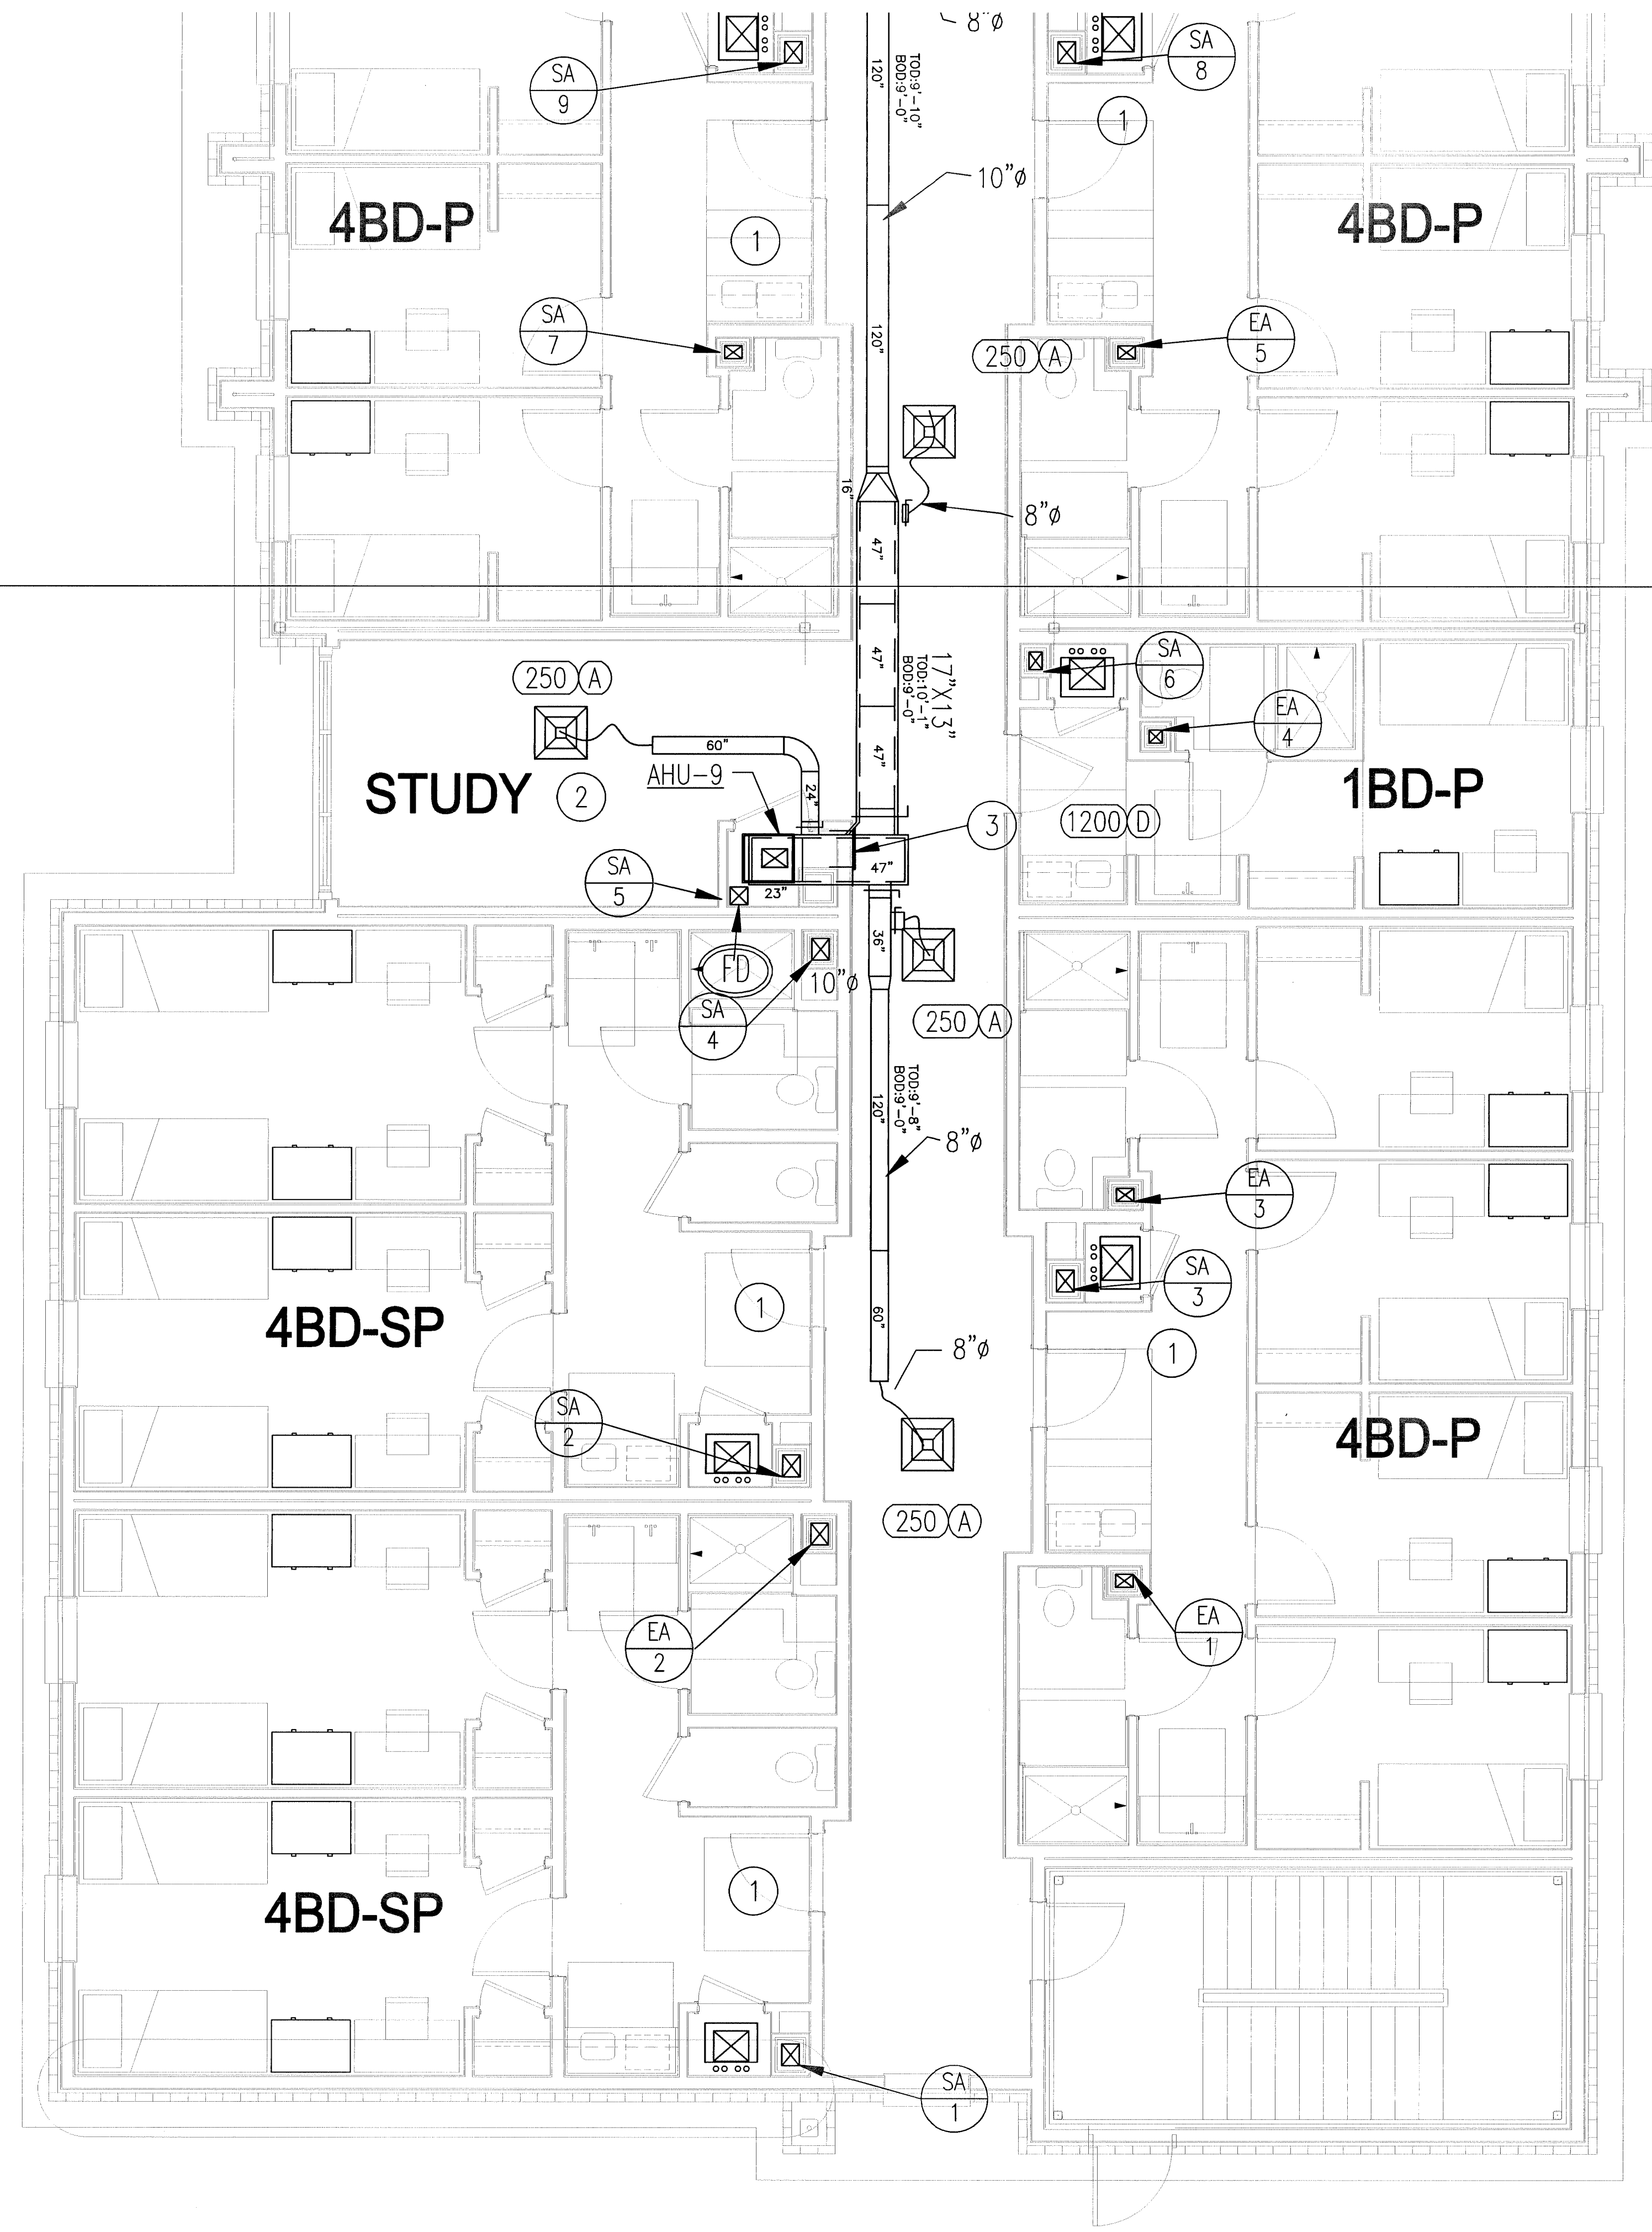 8"ø
SA
8
SA
9
120"
TOD:9'-10"
BOD:9'-0"
1
10"ø
4BD-P
4BD-P
1
SA
7
120"
250 A
EA
5
16"
8"ø
47"
47"
17"X13"
TOD:10'-1"
BOD:9'-0"
SA
6
250 A
EA
4
60"
47"
AHU-9
STUDY
2
24"
1BD-P
3
1200 D
SA
5
47"
23"
36"
FD
10"ø
SA
4
250 A
120"
TOD:9'-8"
BOD:9'-0"
8"ø
EA
3
SA
3
4BD-SP
1
60"
8"ø
1
SA
2
4BD-P
250 A
EA
2
EA
1
1
4BD-SP
SA
1